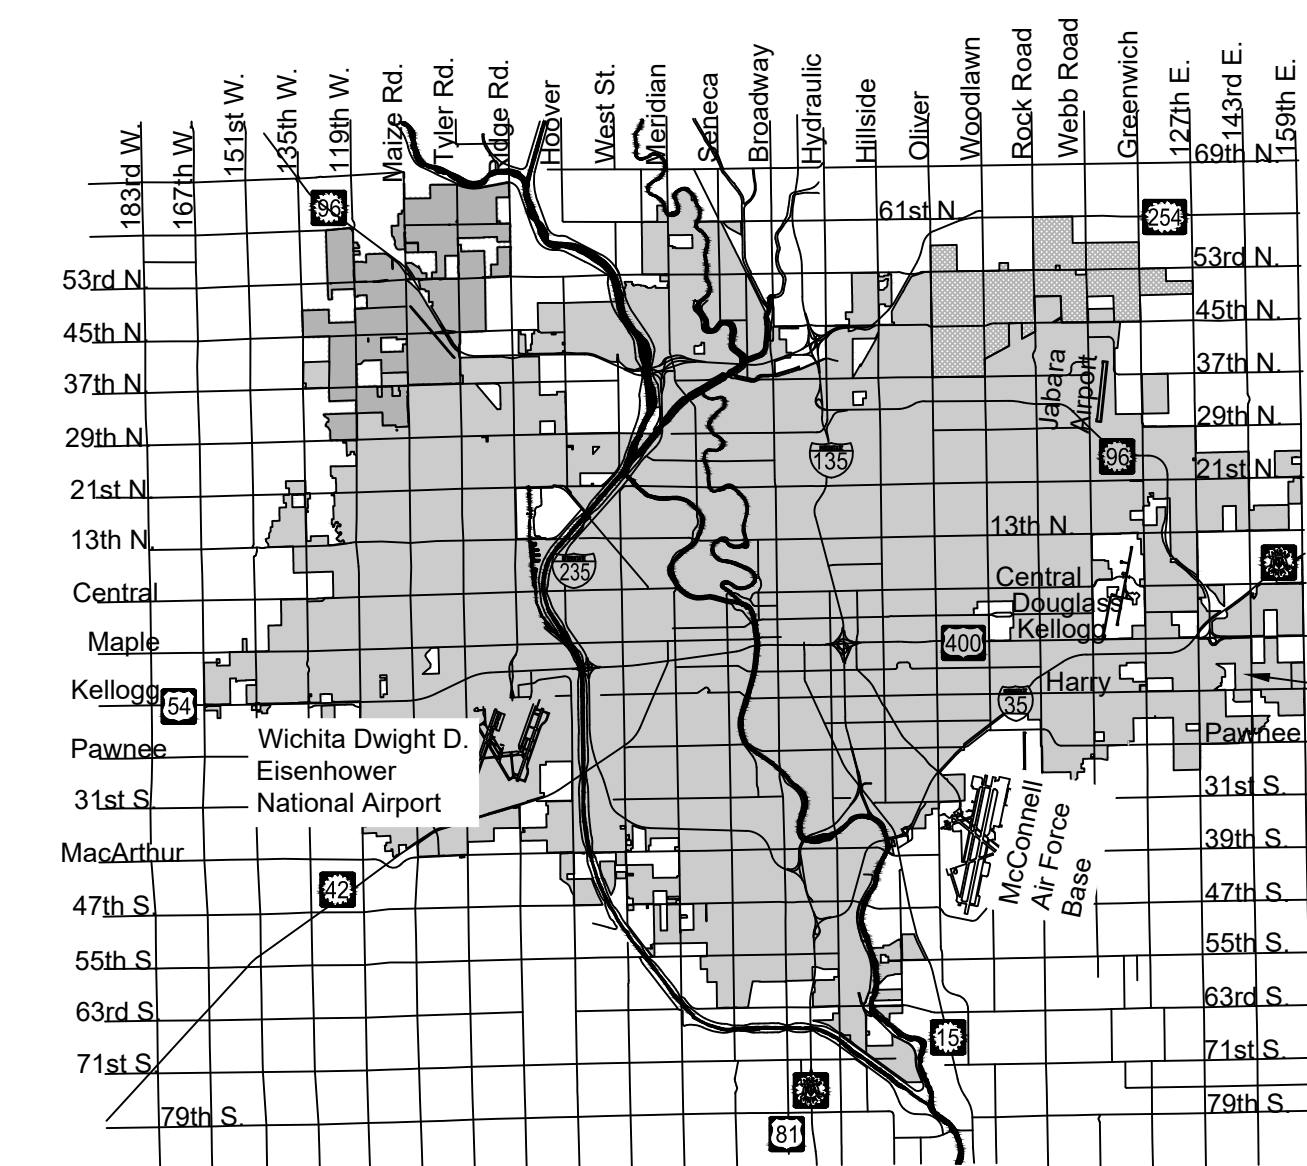 183rd W.
167th W.
151st W.
135th W.
119th W.
Maize Rd.
Tyler Rd.
Ridge Rd.
Hoover
West St.
Meridian
Seneca
Broadway
Hydraulic
Hillside
Oliver
Woodlawn
Rock Road
Webb Road
Greenwich
127th E.
143rd E.
159th E.
69th N.
96
61st N.
254
53rd N.
53rd N.
45th N.
45th N.
37th N.
37th N.
Jabara
Airport
29th N.
29th N.
135
96
21st N.
21st N.
13th N.
13th N.
235
Central
Central
Douglass
Kellogg
Maple
400
Kellogg
54
Harry
35
Pawnee
Pawnee
Wichita Dwight D.
Eisenhower
National Airport
31st S.
31st S.
McConnell
Air Force
Base
MacArthur
39th S.
42
47th S.
47th S.
55th S.
55th S.
63rd S.
63rd S.
15
71st S.
71st S.
79th S.
79th S.
81